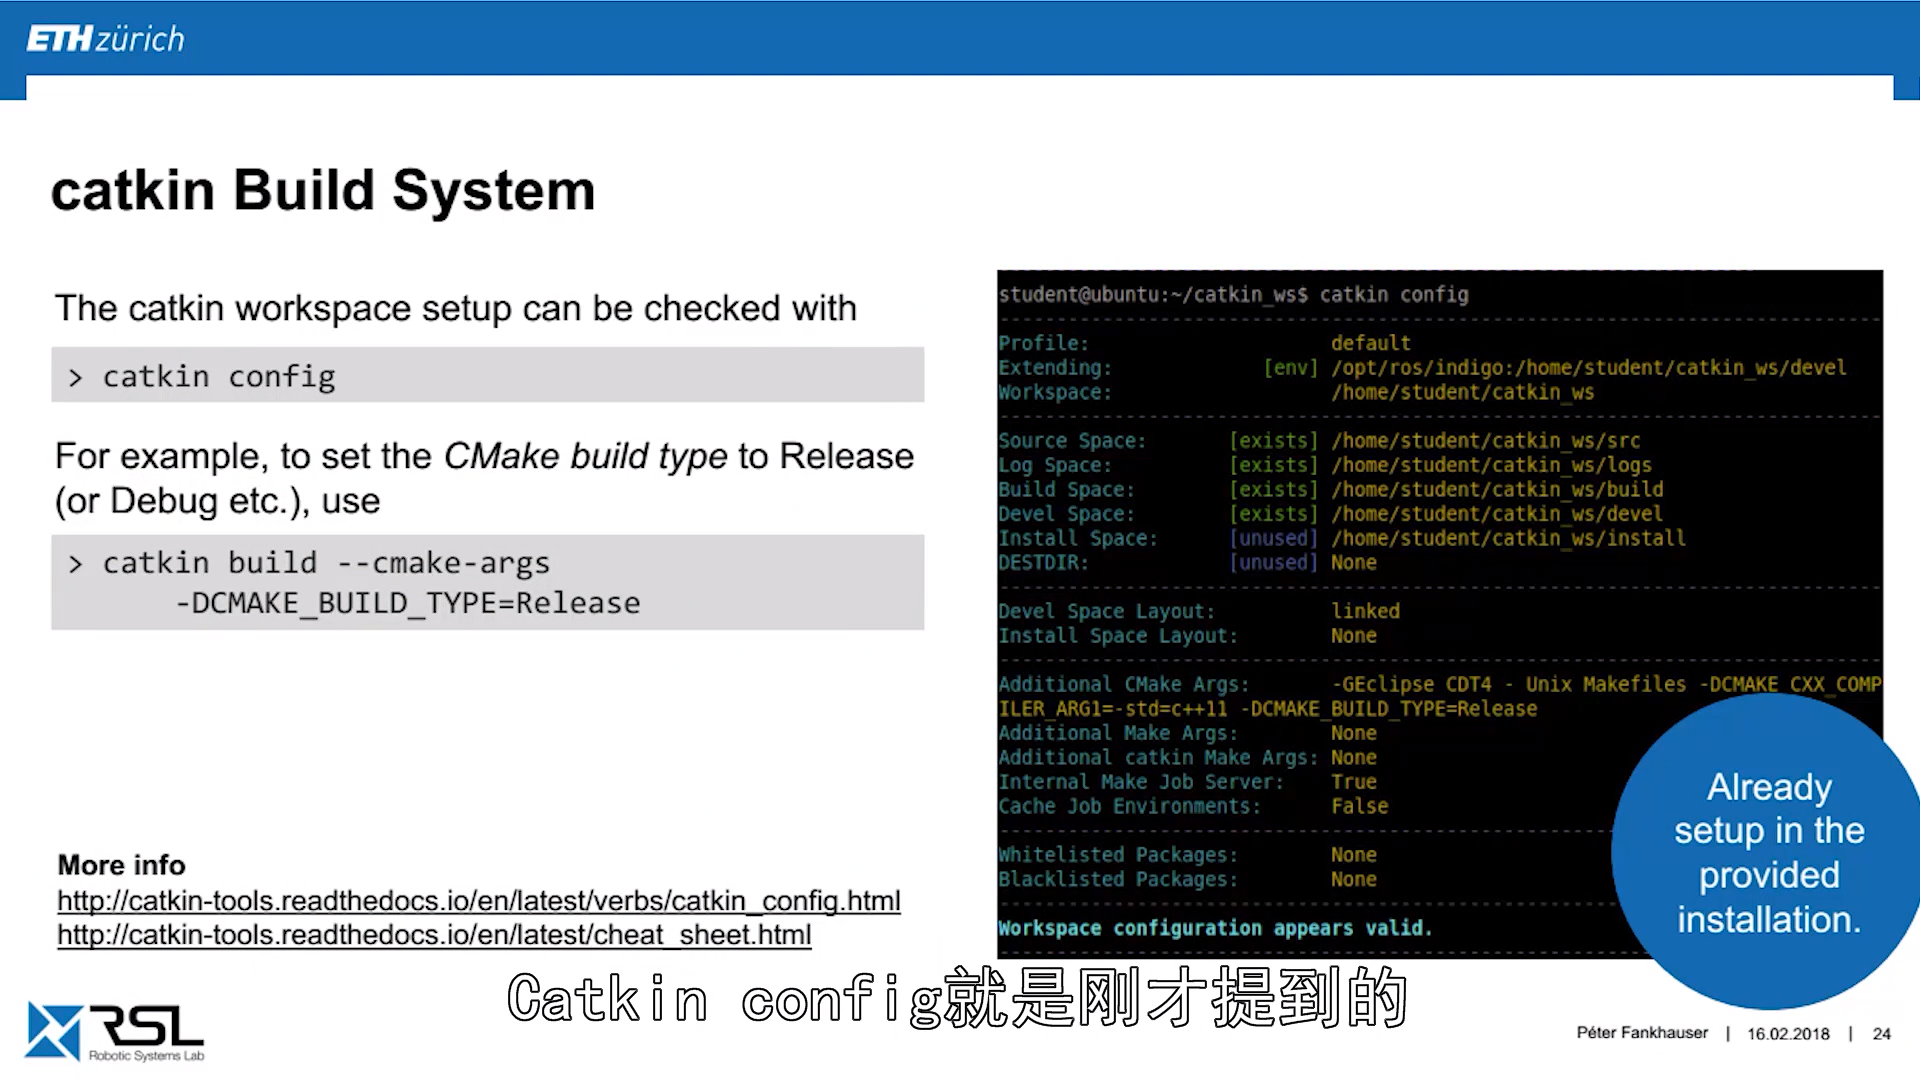 ETH zürich
catkin Build System
The catkin workspace setup can be checked with
> catkin config
For example, to set the CMake build type to Release
(or Debug etc.), use
> catkin build --cmake-args
-DCMAKE_BUILD_TYPE=Release
More info
http://catkin-tools.readthedocs.io/en/latest/verbs/catkin_config.html
http://catkin-tools.readthedocs.io/en/latest/cheat_sheet.html
student@ubuntu:~/catkin_ws$ catkin config
Profile: default
Extending: [env] /opt/ros/indigo:/home/student/catkin_ws/devel
Workspace: /home/student/catkin_ws
Source Space: [exists] /home/student/catkin_ws/src
Log Space: [exists] /home/student/catkin_ws/logs
Build Space: [exists] /home/student/catkin_ws/build
Devel Space: [exists] /home/student/catkin_ws/devel
Install Space: [unused] /home/student/catkin_ws/install
DESTDIR: [unused] None
Devel Space Layout: linked
Install Space Layout: None
Additional CMake Args: -GEclipse CDT4 - Unix Makefiles -DCMAKE_CXX_COMP
ILER_ARG1=-std=c++11 -DCMAKE_BUILD_TYPE=Release
Additional Make Args: None
Additional catkin Make Args: None
Internal Make Job Server: True
Cache Job Environments: False
Whitelisted Packages: None
Blacklisted Packages: None
Workspace configuration appears valid.
Already
setup in the
provided
installation.
Catkin config就是刚才提到的
RSL
Robotic Systems Lab
Péter Fankhauser | 16.02.2018 | 24